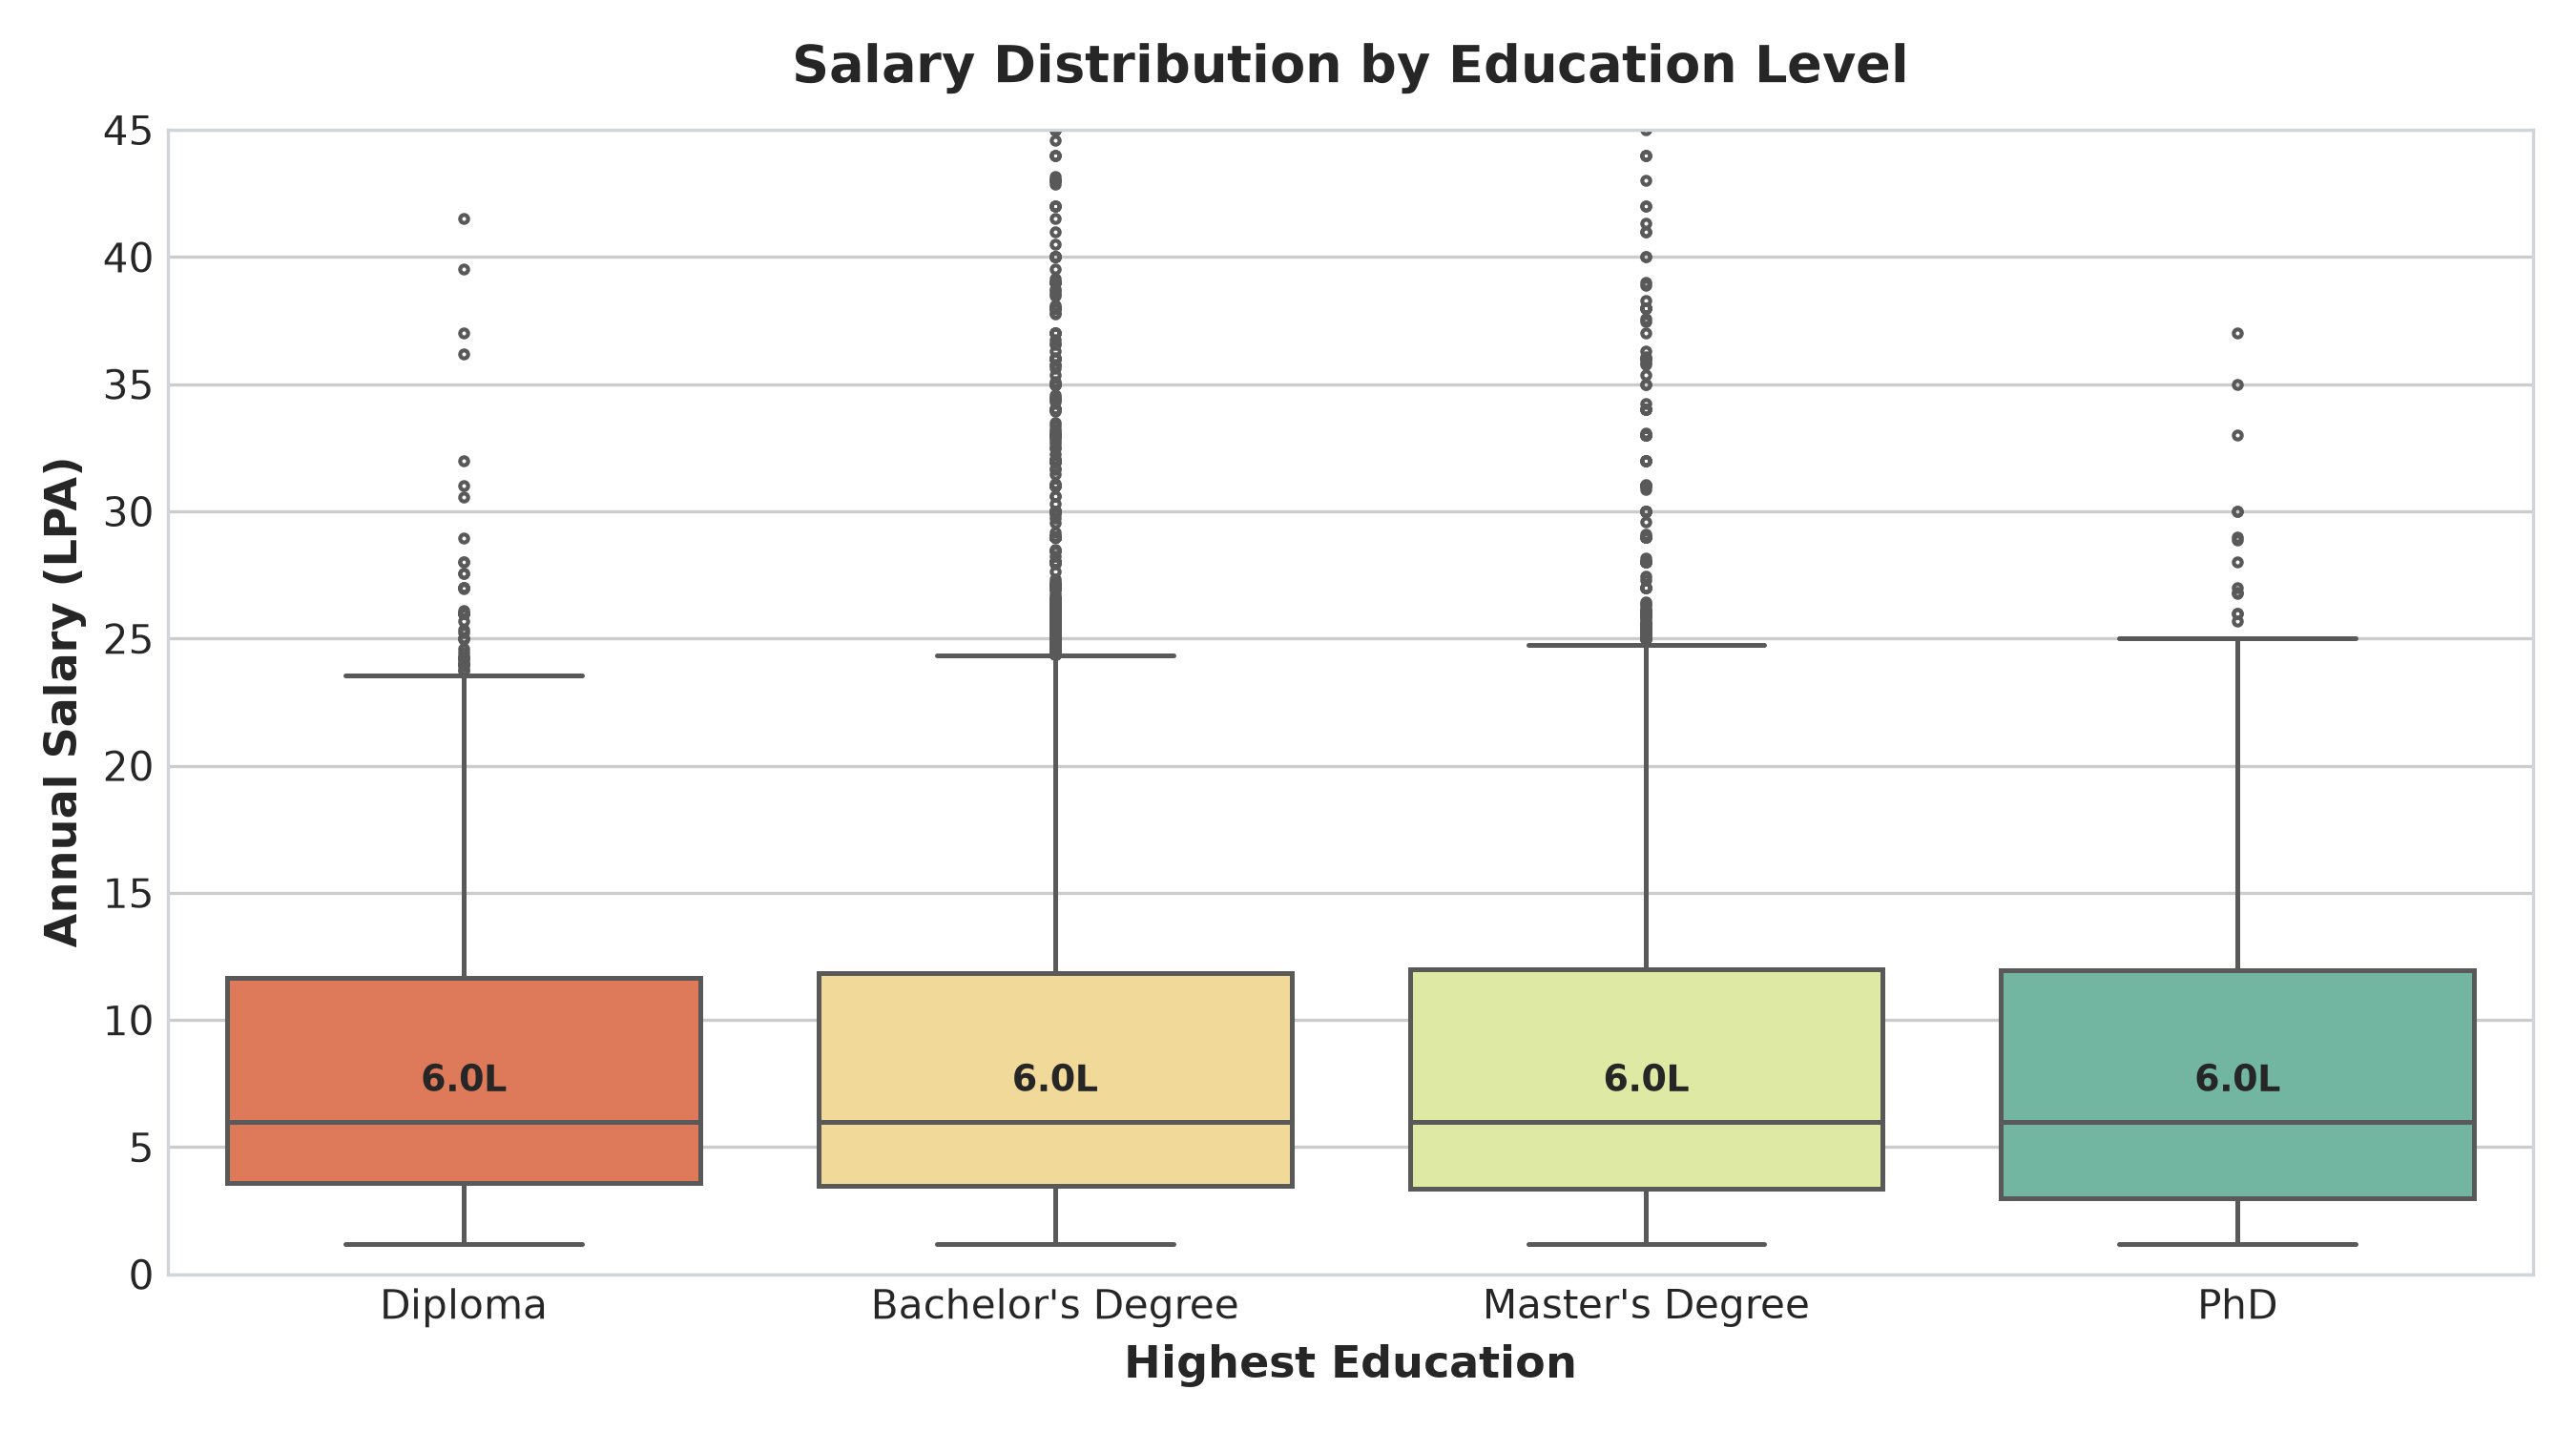 Salary Distribution by Education Level
Annual Salary (LPA)
45
40
35
30
25
20
15
10
5
0
6.0L
6.0L
6.0L
6.0L
Diploma
Bachelor's Degree
Master's Degree
PhD
Highest Education